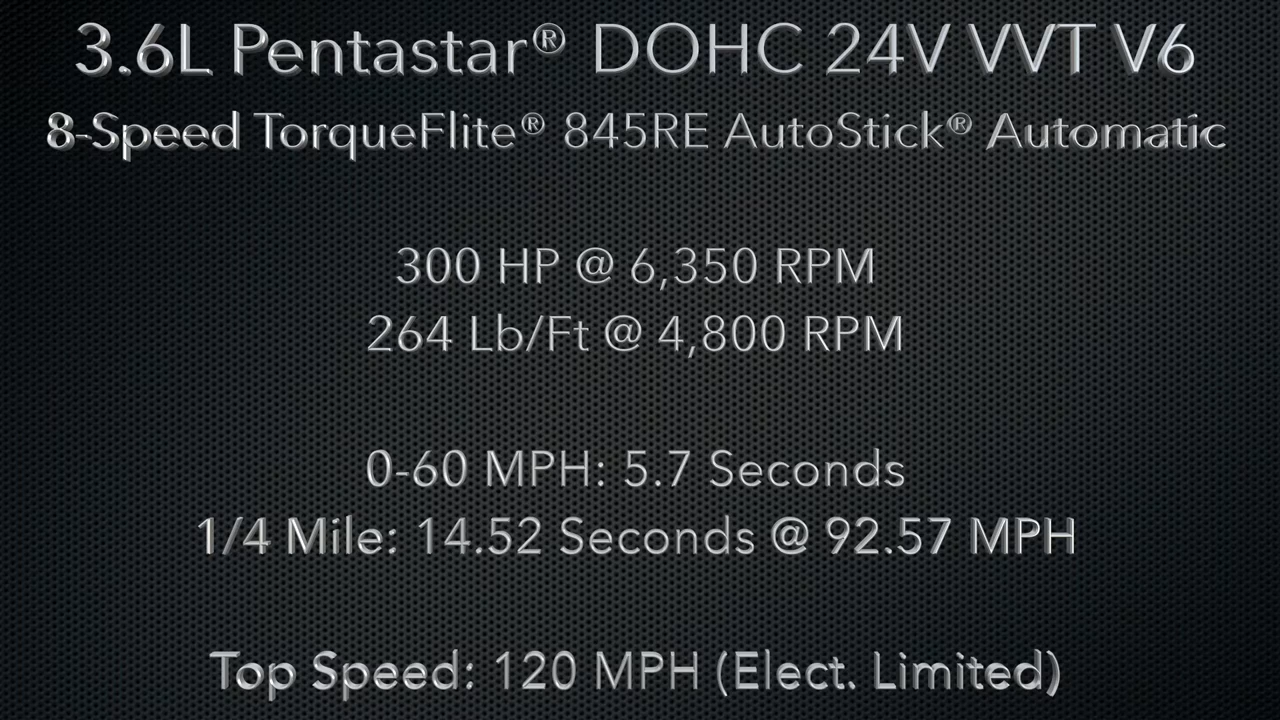 3.6L Pentastar® DOHC 24V VVT V6
8-Speed TorqueFlite® 845RE AutoStick® Automatic
300 HP @ 6,350 RPM
264 Lb/Ft @ 4,800 RPM
0-60 MPH: 5.7 Seconds
1/4 Mile: 14.52 Seconds @ 92.57 MPH
Top Speed: 120 MPH (Elect. Limited)